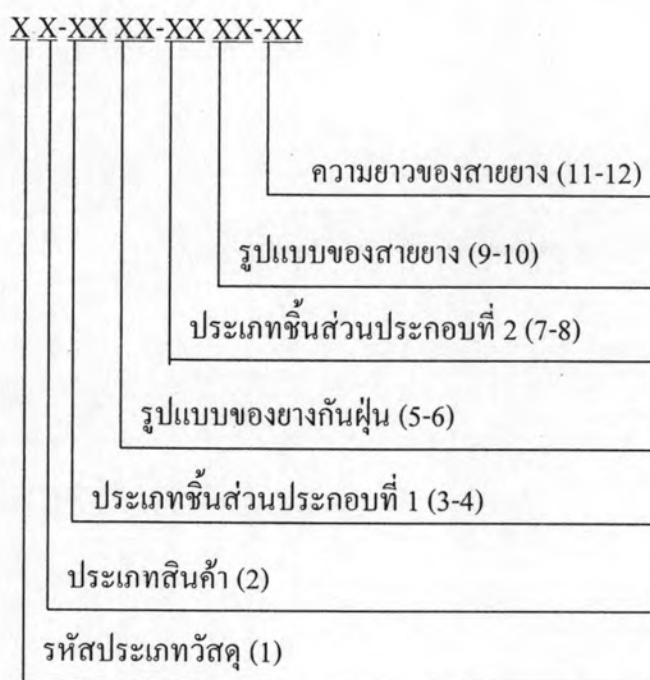 X X-XX XX-XX XX-XX
ความยาวของสายยาง (11-12)
รูปแบบของสายยาง (9-10)
ประเภทชิ้นส่วนประกอบที่ 2 (7-8)
รูปแบบของยางกันฝุ่น (5-6)
ประเภทชิ้นส่วนประกอบที่ 1 (3-4)
ประเภทสินค้า (2)
รหัสประเภทวัสดุ (1)